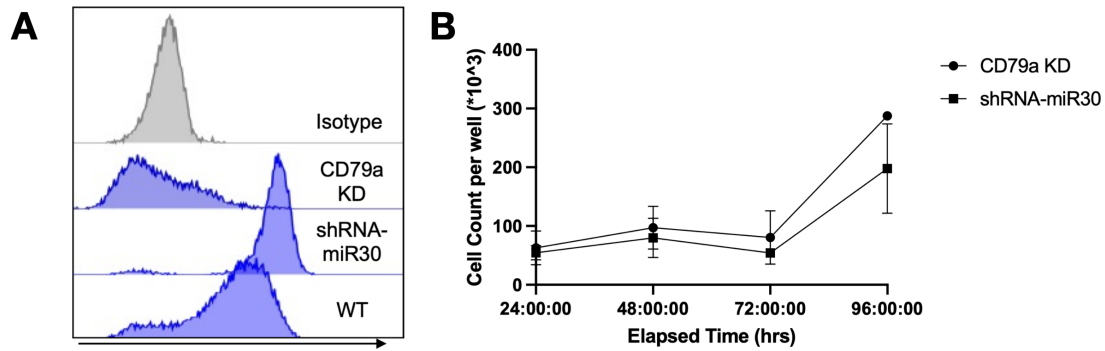 A
Isotype
CD79a
KD
shRNA-
miR30
WT
B
Cell Count per well (*10^3)
400
300
200
100
0
24:00:00 48:00:00 72:00:00 96:00:00
Elapsed Time (hrs)
CD79a KD
shRNA-miR30